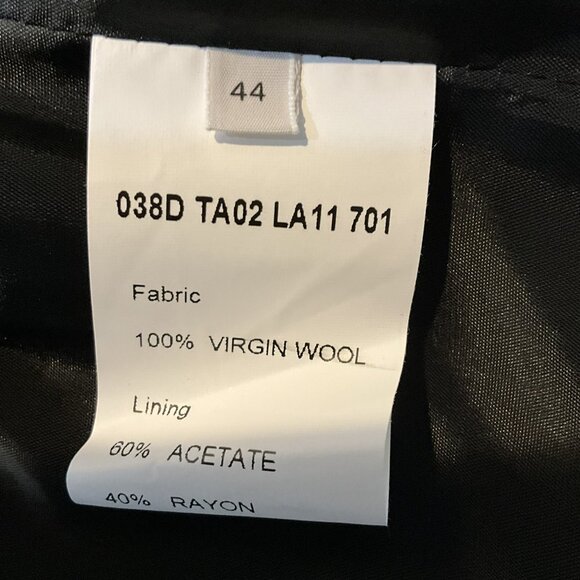 44
038D TA02 LA11 701
Fabric
100% VIRGIN WOOL
Lining
60% ACETATE
40% RAYON